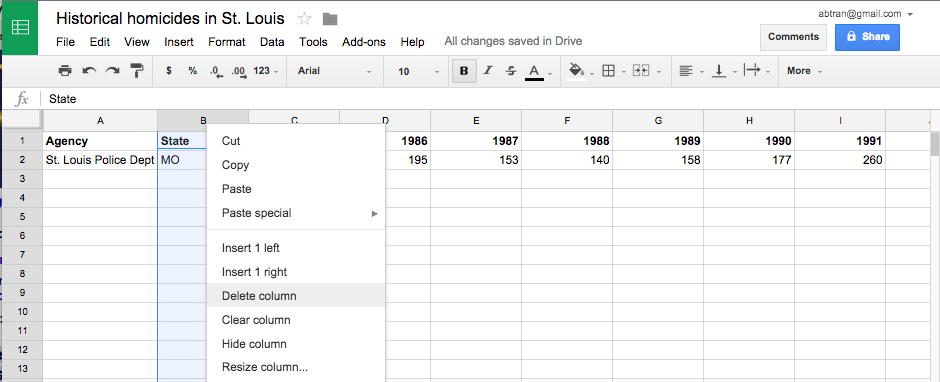 Historical homicides in St. Louis
abtran@gmail.com
File Edit View Insert Format Data Tools Add-ons Help All changes saved in Drive
Comments Share
$ % .0 .00 123 Arial 10 B I S A More
fx State
A B C D E F G H I
1 Agency State 1986 1987 1988 1989 1990 1991
2 St. Louis Police Dept MO 195 153 140 158 177 260
3
4
5
6
7
8
9
10
11
12
13
Cut
Copy
Paste
Paste special
Insert 1 left
Insert 1 right
Delete column
Clear column
Hide column
Resize column...